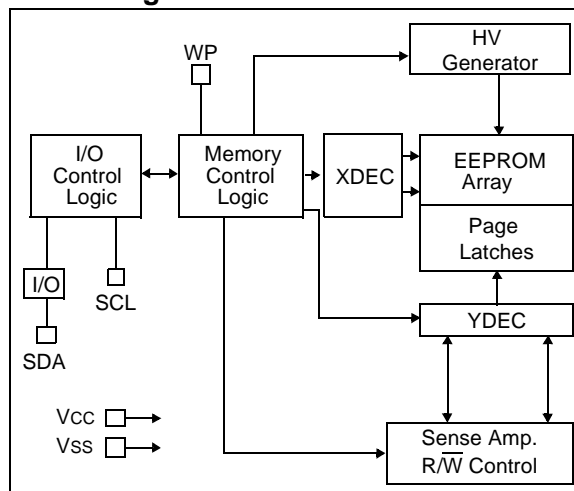 HV
Generator
WP
I/O
Control
Logic
Memory
Control
Logic
XDEC
EEPROM
Array
Page
Latches
I/O
SCL
SDA
YDEC
VCC
VSS
Sense Amp.
R/W̅ Control